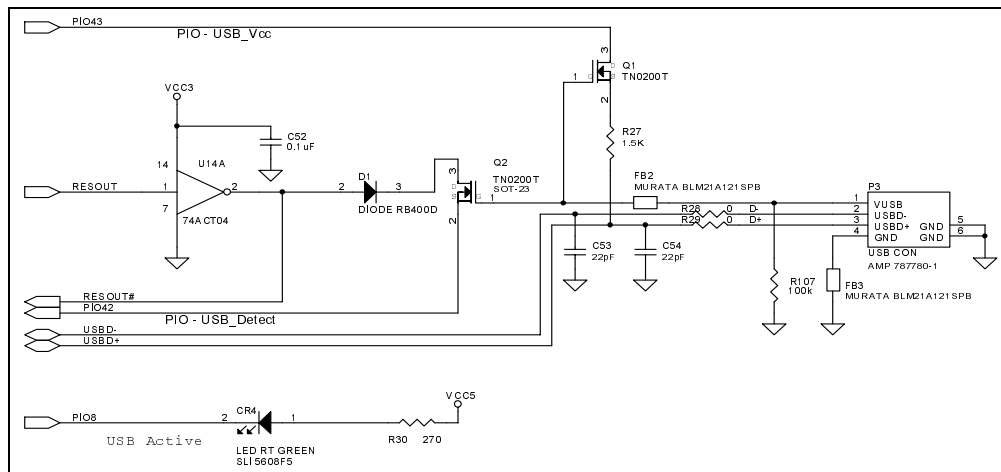 PIO43
PIO - USB_Vcc
3
D
G
S
1
Q1
TN0200T
2
VCC3
C52
0.1uF
R27
1.5K
U14A
14
RESOUT
1
2
7
74ACT04
D1
2
3
DIODE RB400D
Q2
TN0200T
SOT-23
3
D
G
S
1
2
FB2
MURATA BLM21A121SPB
R28 0 D-
R29 0 D+
P3
1 VUSB
2 USBD-
3 USBD+ GND 5
4 GND GND 6
USB CON
AMP 787780-1
C53
22pF
C54
22pF
R107
100k
FB3
MURATA BLM21A121SPB
RESOUT#
PIO42
PIO - USB_Detect
USBD-
USBD+
VCC5
PIO8
2
CR4
1
R30 270
USB Active
LED RT GREEN
SLI5608F5